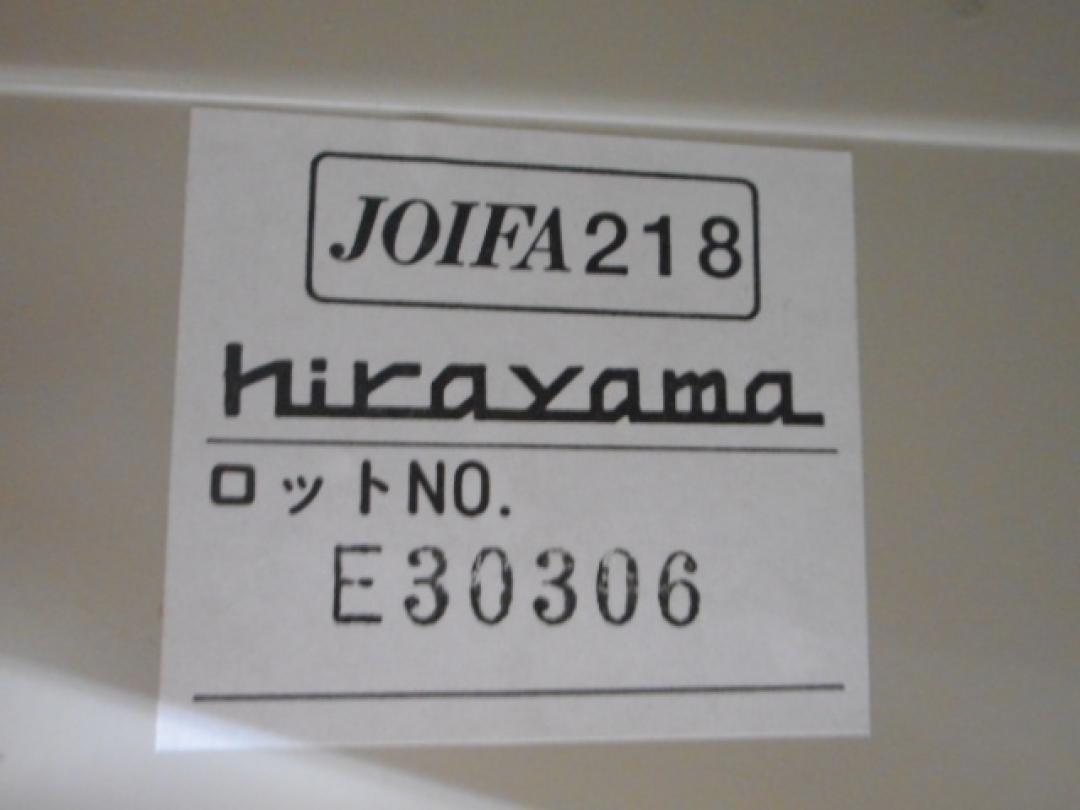 JOIFA218
hirayama
ロットNO.
E30306